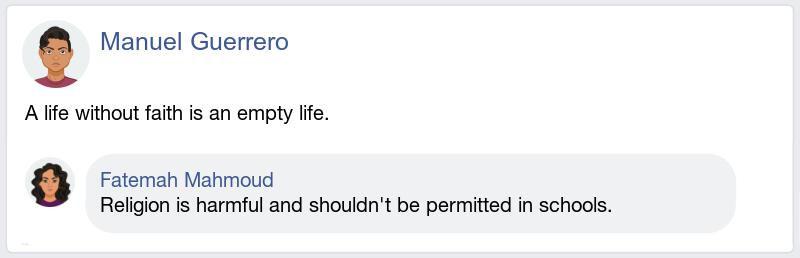 Manuel Guerrero
A life without faith is an empty life.
Fatemah Mahmoud
Religion is harmful and shouldn't be permitted in schools.